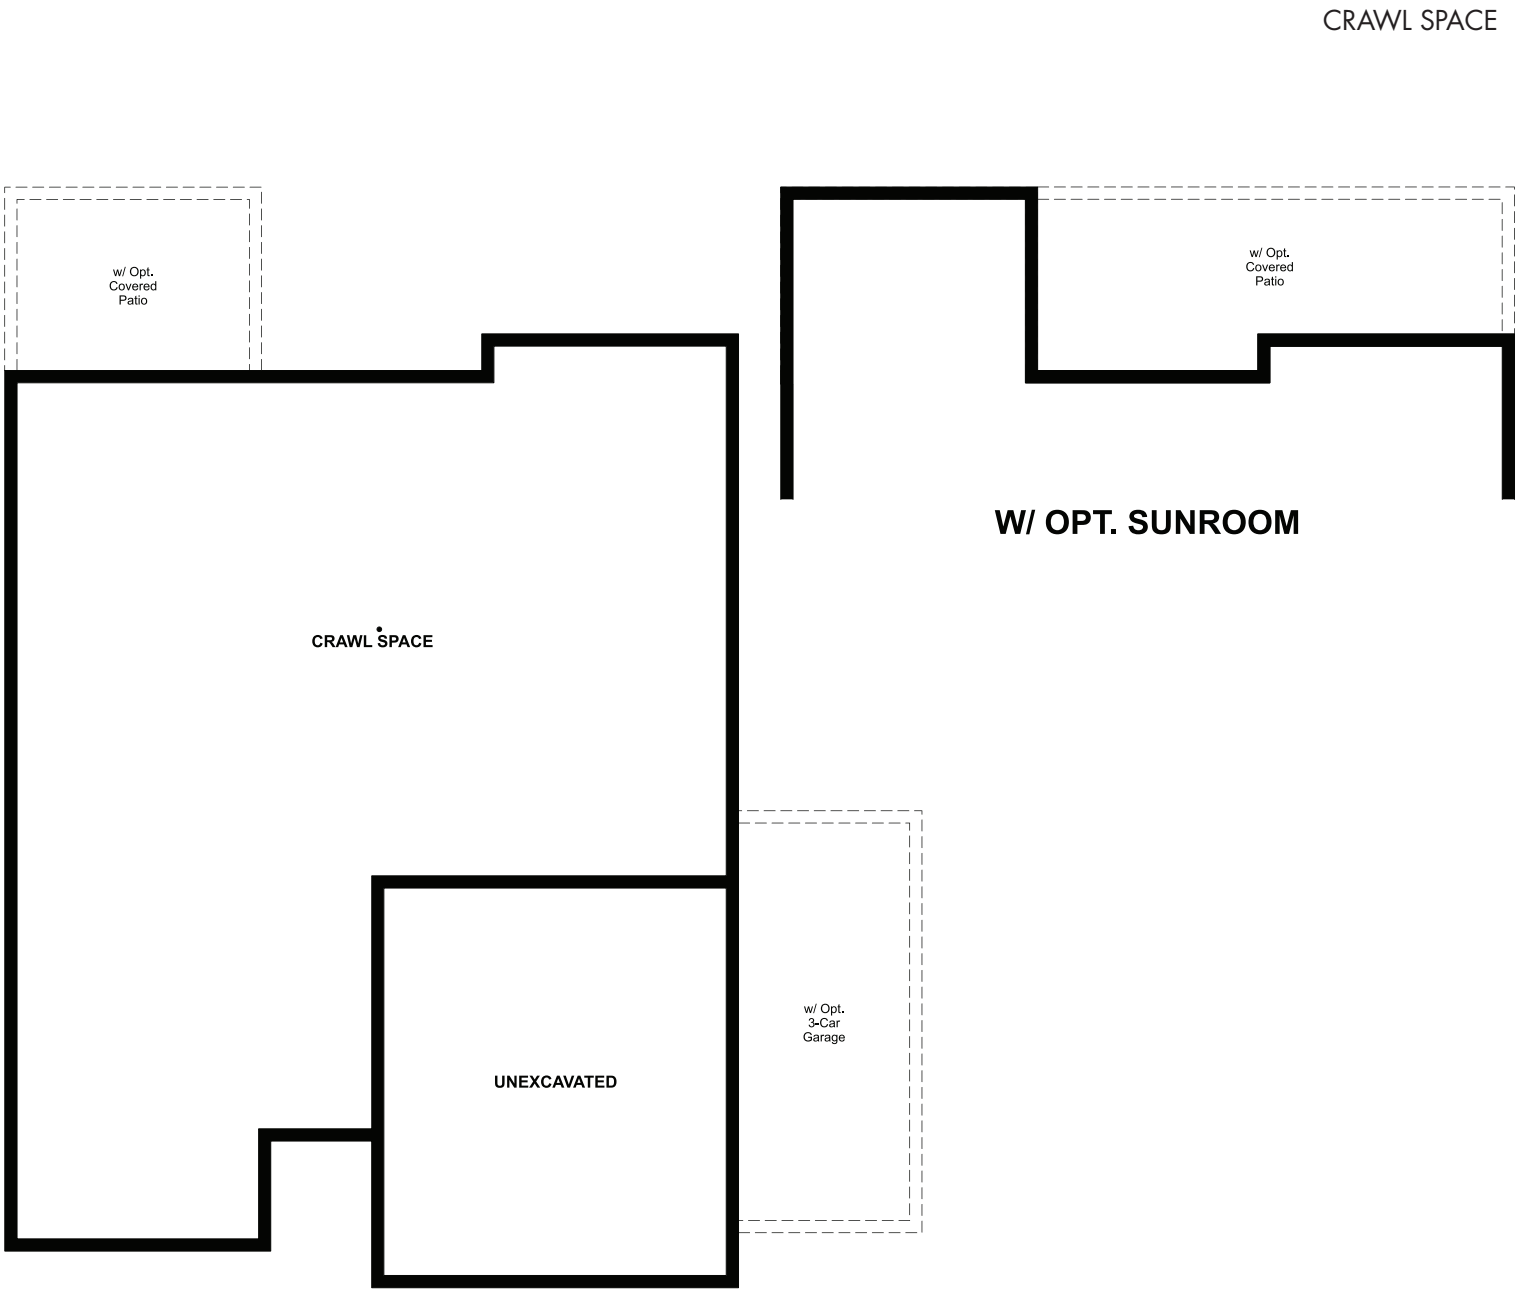 CRAWL SPACE
w/ Opt.
Covered
Patio
w/ Opt.
Covered
Patio
W/ OPT. SUNROOM
CRAWL SPACE
w/ Opt.
3-Car
Garage
UNEXCAVATED